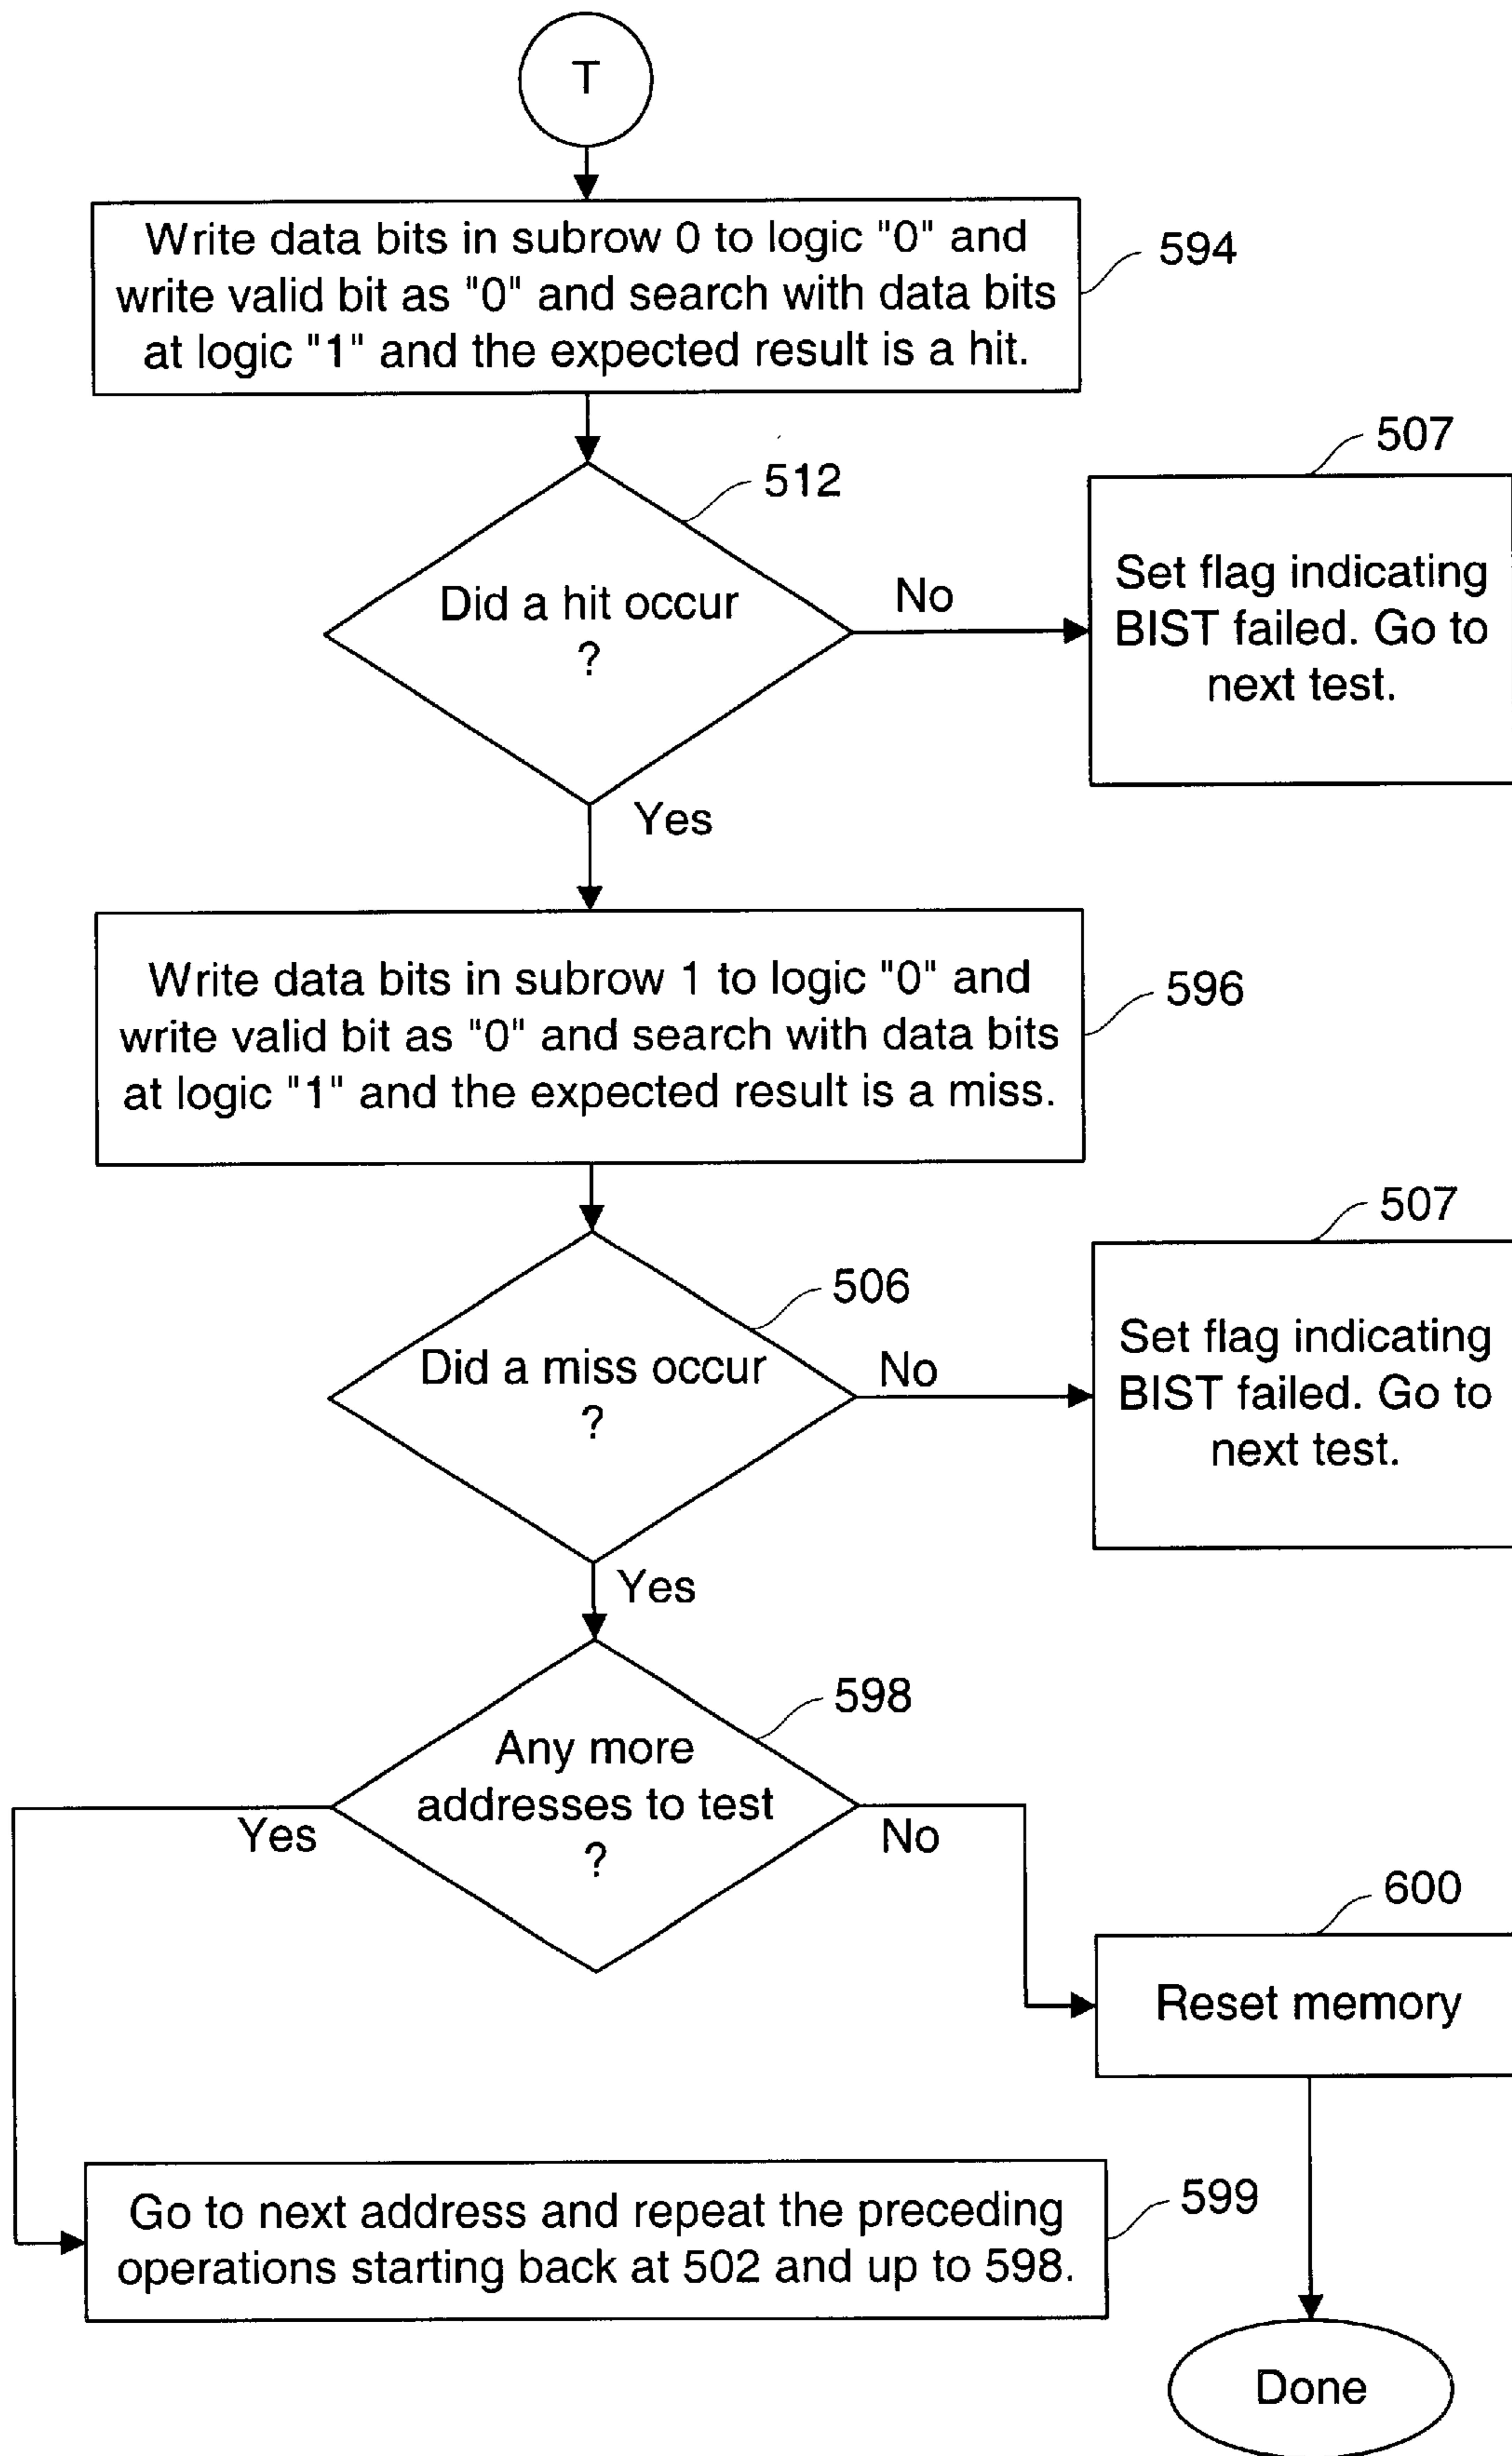 T
Write data bits in subrow 0 to logic "0" and
write valid bit as "0" and search with data bits
at logic "1" and the expected result is a hit.
594
512
Did a hit occur
?
No
507
Set flag indicating
BIST failed. Go to
next test.
Yes
Write data bits in subrow 1 to logic "0" and
write valid bit as "0" and search with data bits
at logic "1" and the expected result is a miss.
596
506
Did a miss occur
?
No
507
Set flag indicating
BIST failed. Go to
next test.
Yes
598
Any more
addresses to test
?
Yes
No
600
Reset memory
Go to next address and repeat the preceding
operations starting back at 502 and up to 598.
599
Done